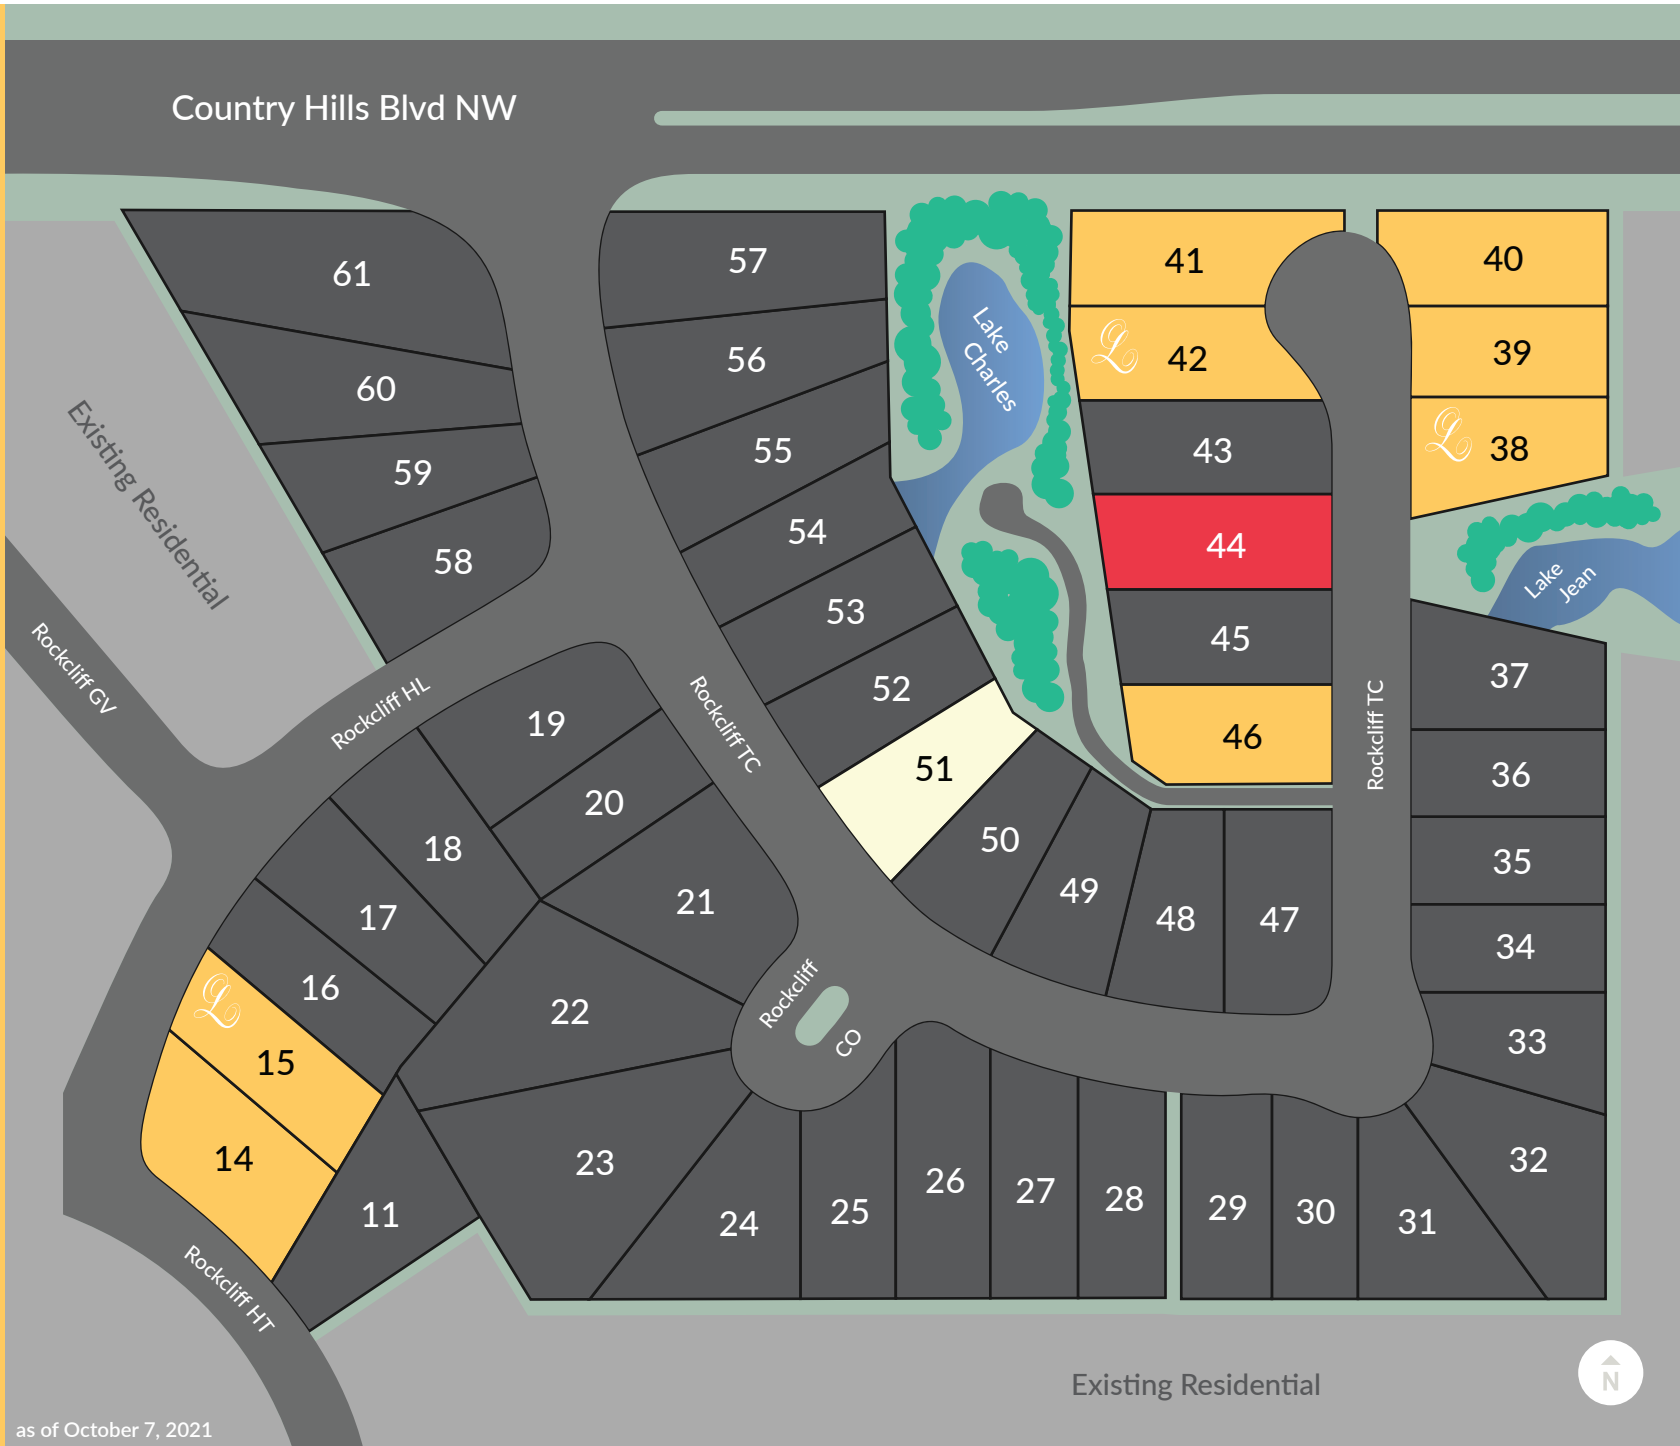 Country Hills Blvd NW
61
57
41
40
60
56
Lake
Charles
ℒ 42
39
59
55
43
ℒ 38
Existing Residential
58
54
44
Lake
Jean
53
45
Rockcliff GV
Rockcliff HL
19
Rockcliff TC
52
46
Rockcliff TC
37
51
36
18
20
50
35
17
21
49
48
47
34
16
22
Rockcliff
CO
33
ℒ
15
14
11
23
24
25
26
27
28
29
30
31
32
Rockcliff HT
Existing Residential
N
as of October 7, 2021